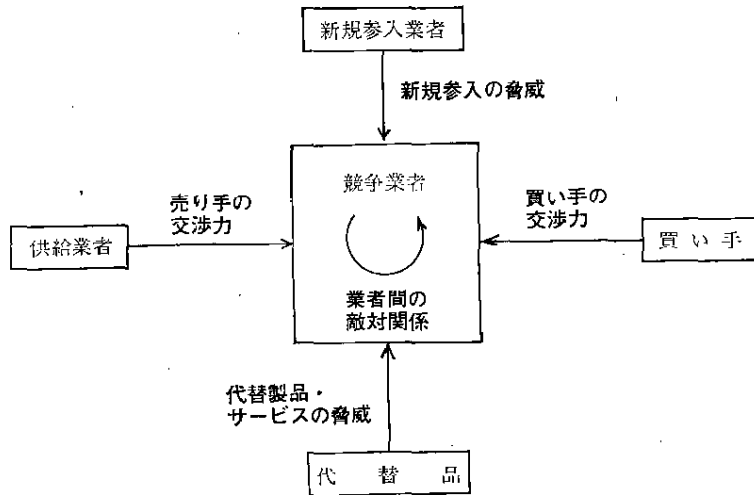 新規参入業者
新規参入の脅威
競争業者
売り手の
交渉力
買い手の
交渉力
供給業者
買い手
業者間の
敵対関係
代替製品・
サービスの脅威
代替品